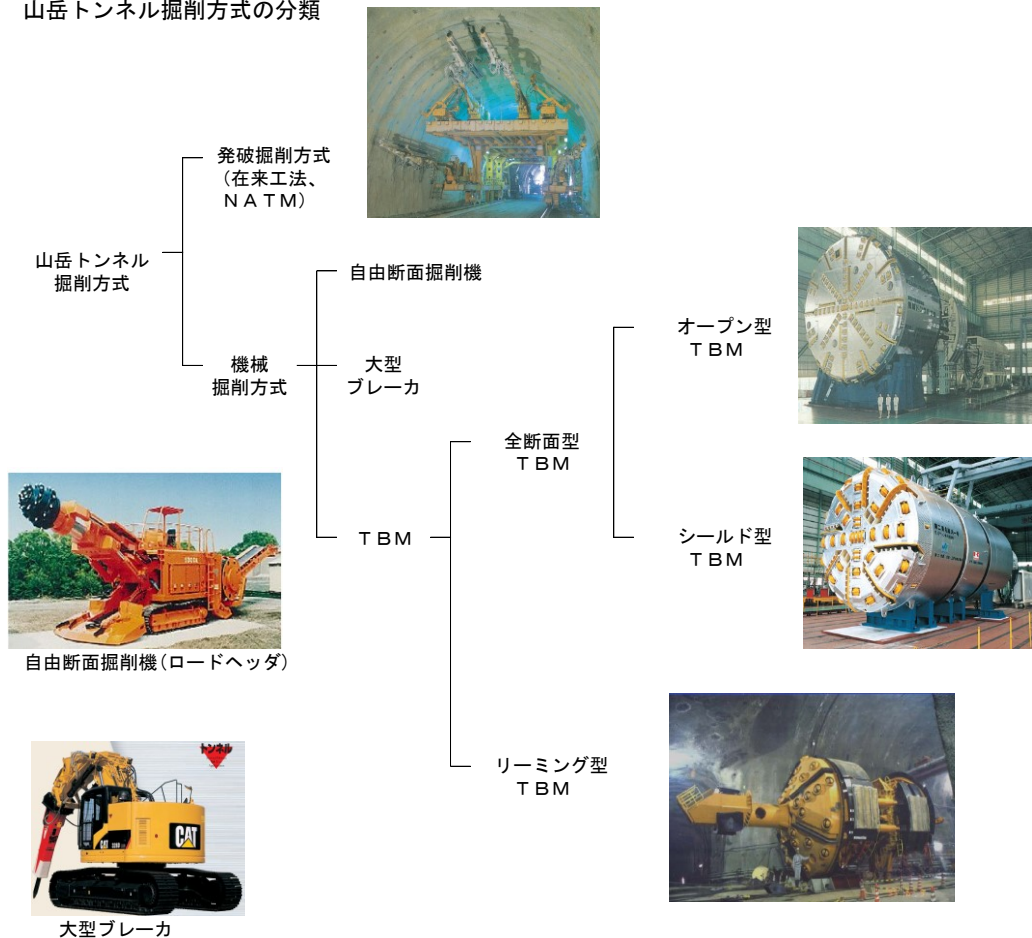 山岳トンネル掘削方式の分類
発破掘削方式
(在来工法、
ＮＡＴＭ)
山岳トンネル
掘削方式
自由断面掘削機
機械
掘削方式
大型
ブレーカ
オープン型
ＴＢＭ
全断面型
ＴＢＭ
ＴＢＭ
シールド型
ＴＢＭ
自由断面掘削機(ロードヘッダ)
リーミング型
ＴＢＭ
トンネル
CAT
CAT
大型ブレーカ